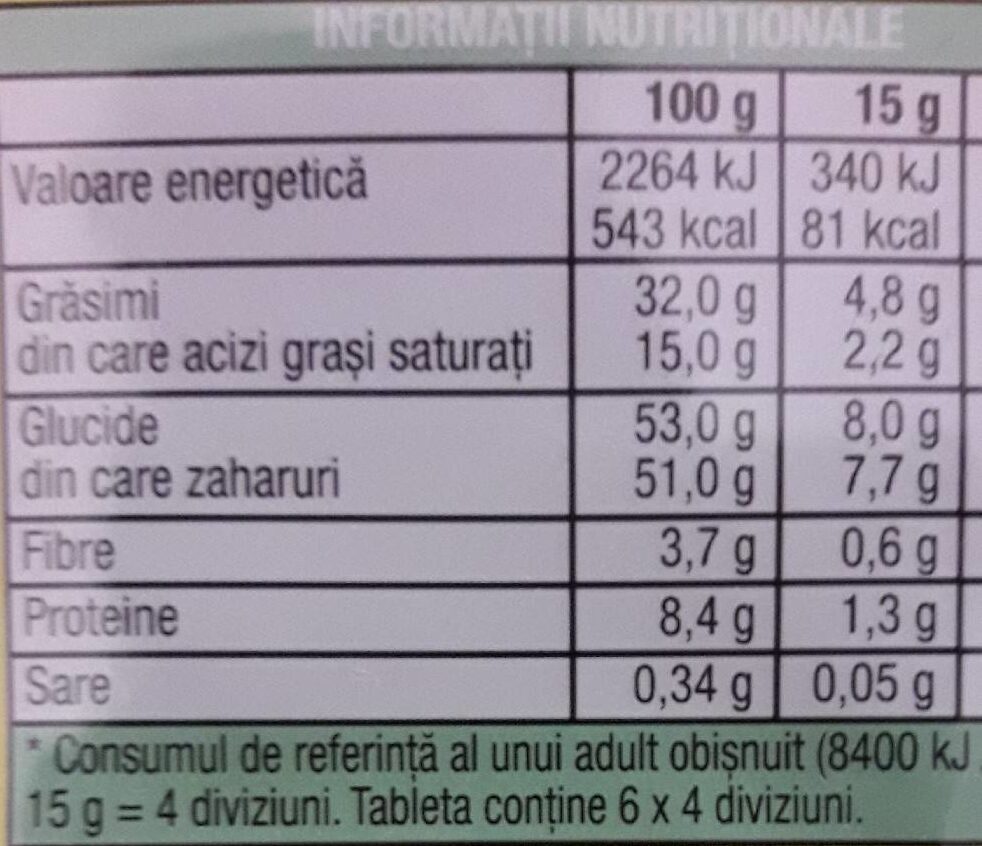 INFORMAȚII NUTRIȚIONALE
100 g 15 g
Valoare energetică 2264 kJ 340 kJ
543 kcal 81 kcal
Grăsimi 32,0 g 4,8 g
din care acizi grași saturați 15,0 g 2,2 g
Glucide 53,0 g 8,0 g
din care zaharuri 51,0 g 7,7 g
Fibre 3,7 g 0,6 g
Proteine 8,4 g 1,3 g
Sare 0,34 g 0,05 g
* Consumul de referință al unui adult obișnuit (8400 kJ
15 g = 4 diviziuni. Tableta conține 6 x 4 diviziuni.